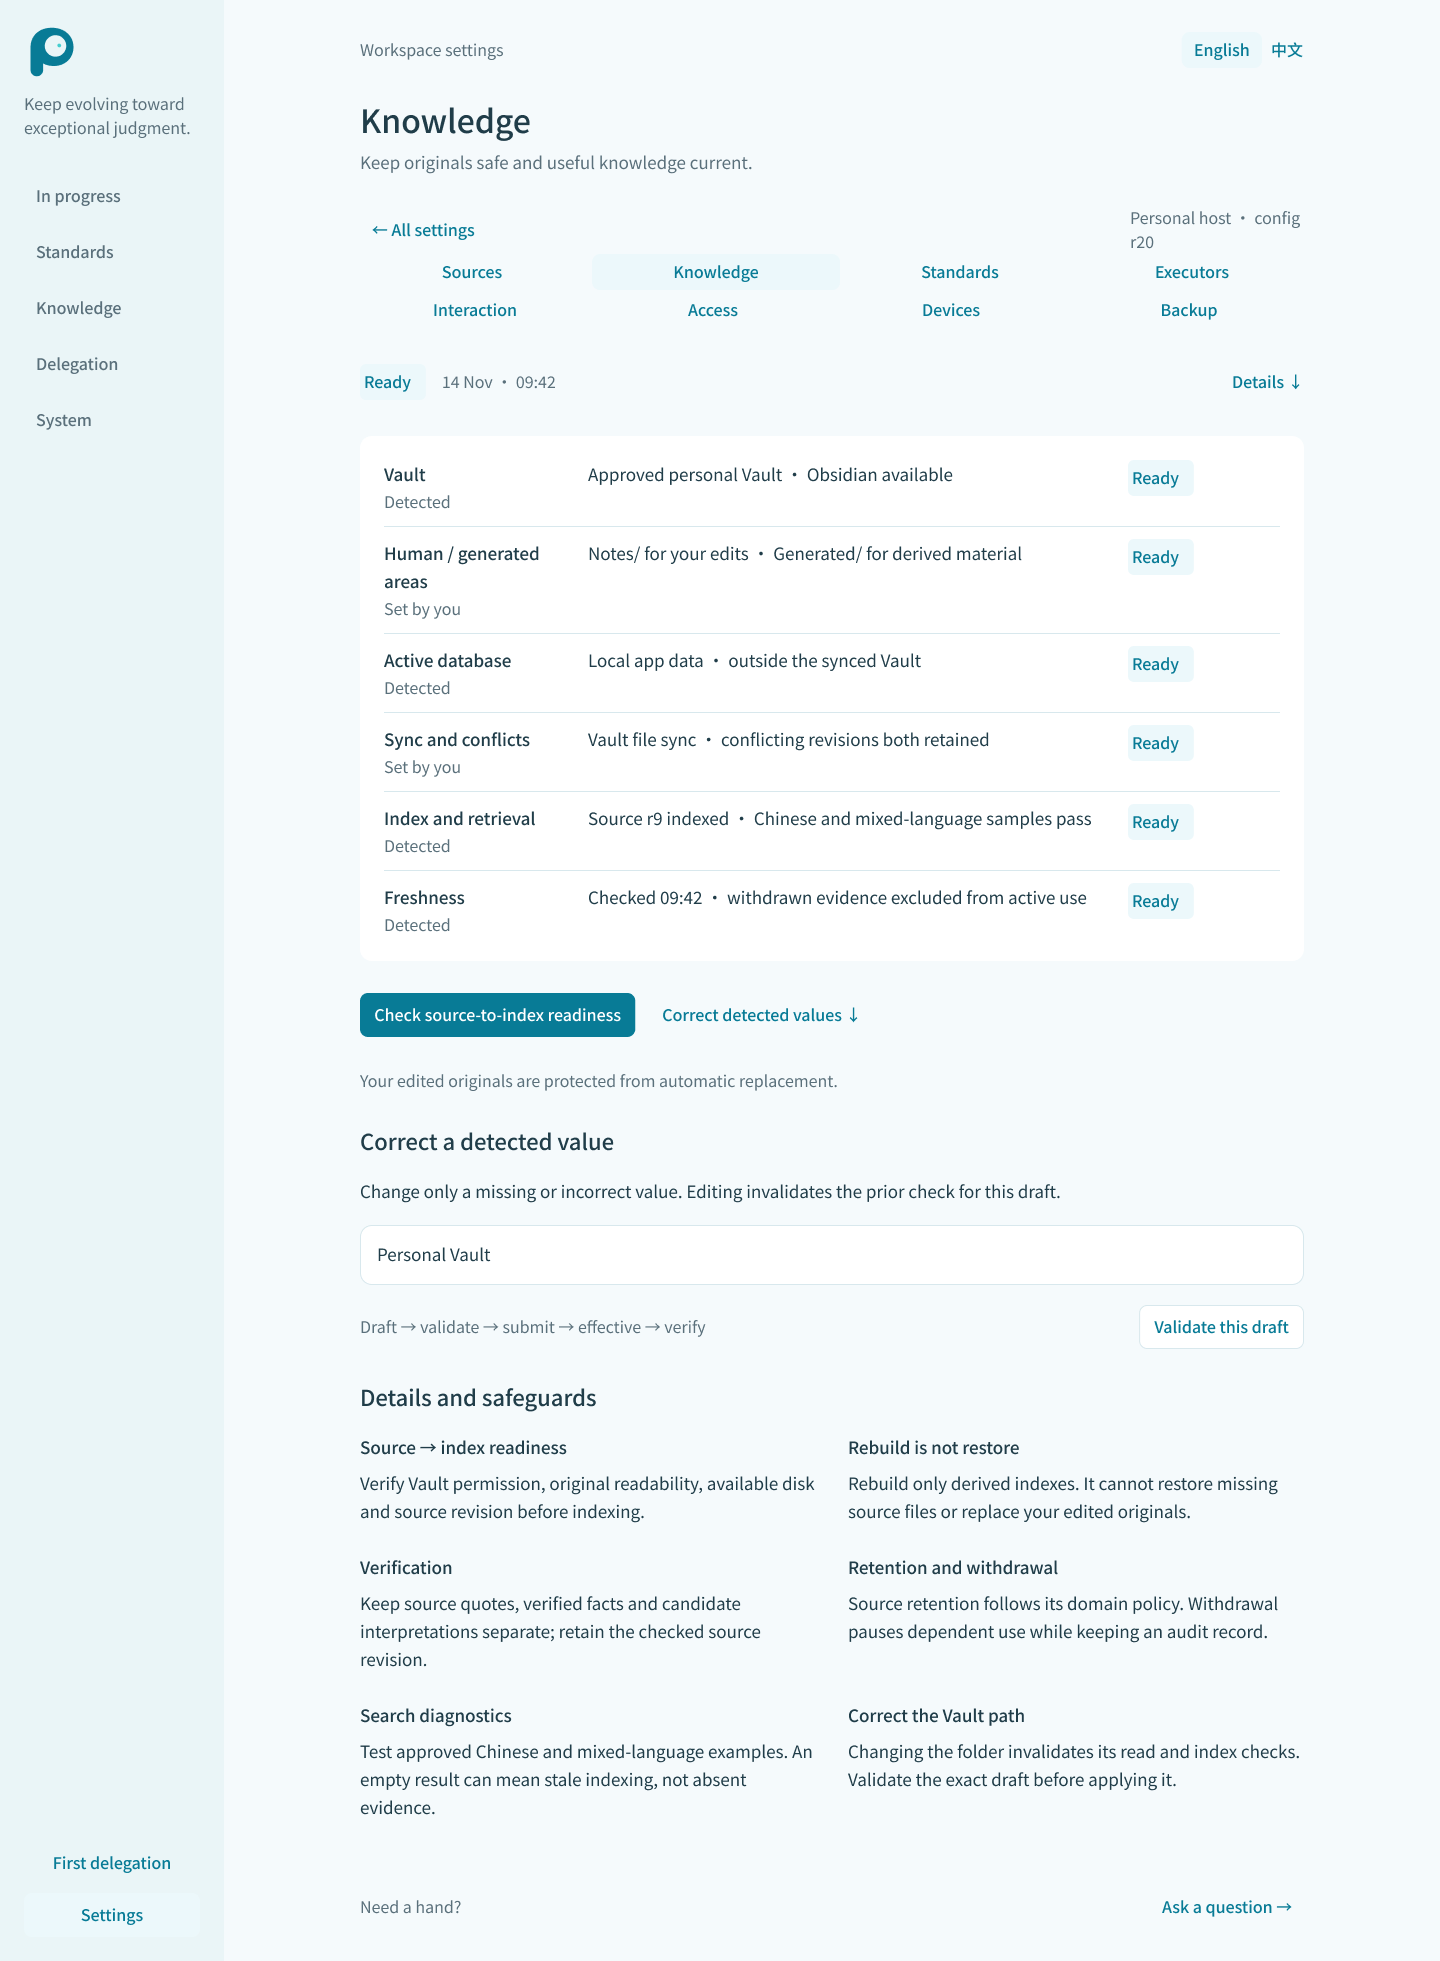 Keep evolving toward
exceptional judgment.
In progress
Standards
Knowledge
Delegation
System
First delegation
Settings
Workspace settings
English 中文
Knowledge
Keep originals safe and useful knowledge current.
← All settings
Personal host · config
r20
Sources Knowledge Standards Executors
Interaction Access Devices Backup
Ready 14 Nov · 09:42 Details ↓
Vault Approved personal Vault · Obsidian available Ready
Detected
Human / generated Notes/ for your edits · Generated/ for derived material Ready
areas
Set by you
Active database Local app data · outside the synced Vault Ready
Detected
Sync and conflicts Vault file sync · conflicting revisions both retained Ready
Set by you
Index and retrieval Source r9 indexed · Chinese and mixed-language samples pass Ready
Detected
Freshness Checked 09:42 · withdrawn evidence excluded from active use Ready
Detected
Check source-to-index readiness Correct detected values ↓
Your edited originals are protected from automatic replacement.
Correct a detected value
Change only a missing or incorrect value. Editing invalidates the prior check for this draft.
Personal Vault
Draft → validate → submit → effective → verify Validate this draft
Details and safeguards
Source → index readiness
Verify Vault permission, original readability, available disk
and source revision before indexing.
Rebuild is not restore
Rebuild only derived indexes. It cannot restore missing
source files or replace your edited originals.
Verification
Keep source quotes, verified facts and candidate
interpretations separate; retain the checked source
revision.
Retention and withdrawal
Source retention follows its domain policy. Withdrawal
pauses dependent use while keeping an audit record.
Search diagnostics
Test approved Chinese and mixed-language examples. An
empty result can mean stale indexing, not absent
evidence.
Correct the Vault path
Changing the folder invalidates its read and index checks.
Validate the exact draft before applying it.
Need a hand? Ask a question →